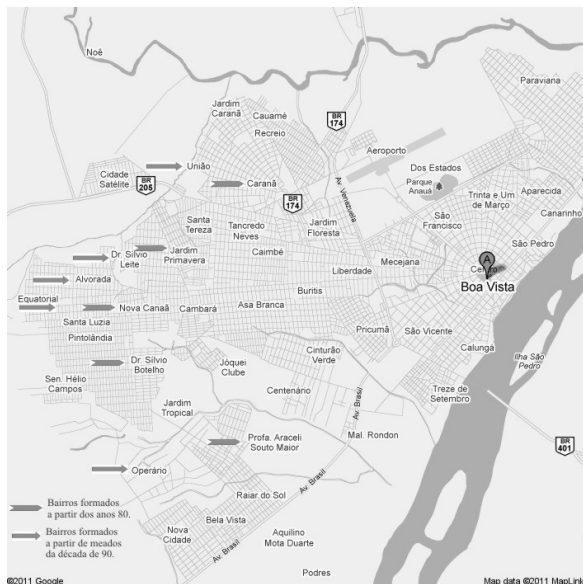 Noê
Paraviana
Jardim
Caranã
Cauamé
Recreio
BR
174
Aeroporto
União
Cidade
Satélite
BR
205
Caranã
BR
174
Av. Venezuela
Dos Estados
Parque
Anauá
Trinta e Um
de Março
Aparecida
Canarinho
Santa
Tereza
Tancredo
Neves
Jardim
Floresta
São
Francisco
São Pedro
Dr. Silvio
Leite
Jardim
Primavera
Caimbé
Liberdade
Mecejana
A
Centro
Boa Vista
Alvorada
Equatorial
Nova Canaã
Cambará
Asa Branca
Buritis
Santa Luzia
Pintolândia
Pricumã
São Vicente
Calungá
Ilha São
Pedro
Dr. Silvio
Botelho
Jóquei
Clube
Cinturão
Verde
Sen. Hélio
Campos
Centenário
Treze de
Setembro
Jardim
Tropical
Av. Brasil
Mal. Rondon
BR
401
Profa. Araceli
Souto Maior
Operário
Raiar do Sol
Av. Brasil
Bela Vista
Nova
Cidade
Av. Brasil
Aquilino
Mota Duarte
Podres
Bairros formados
a partir dos anos 80.
Bairros formados
a partir de meados
da década de 90.
©2011 Google
Map data ©2011 MapLink